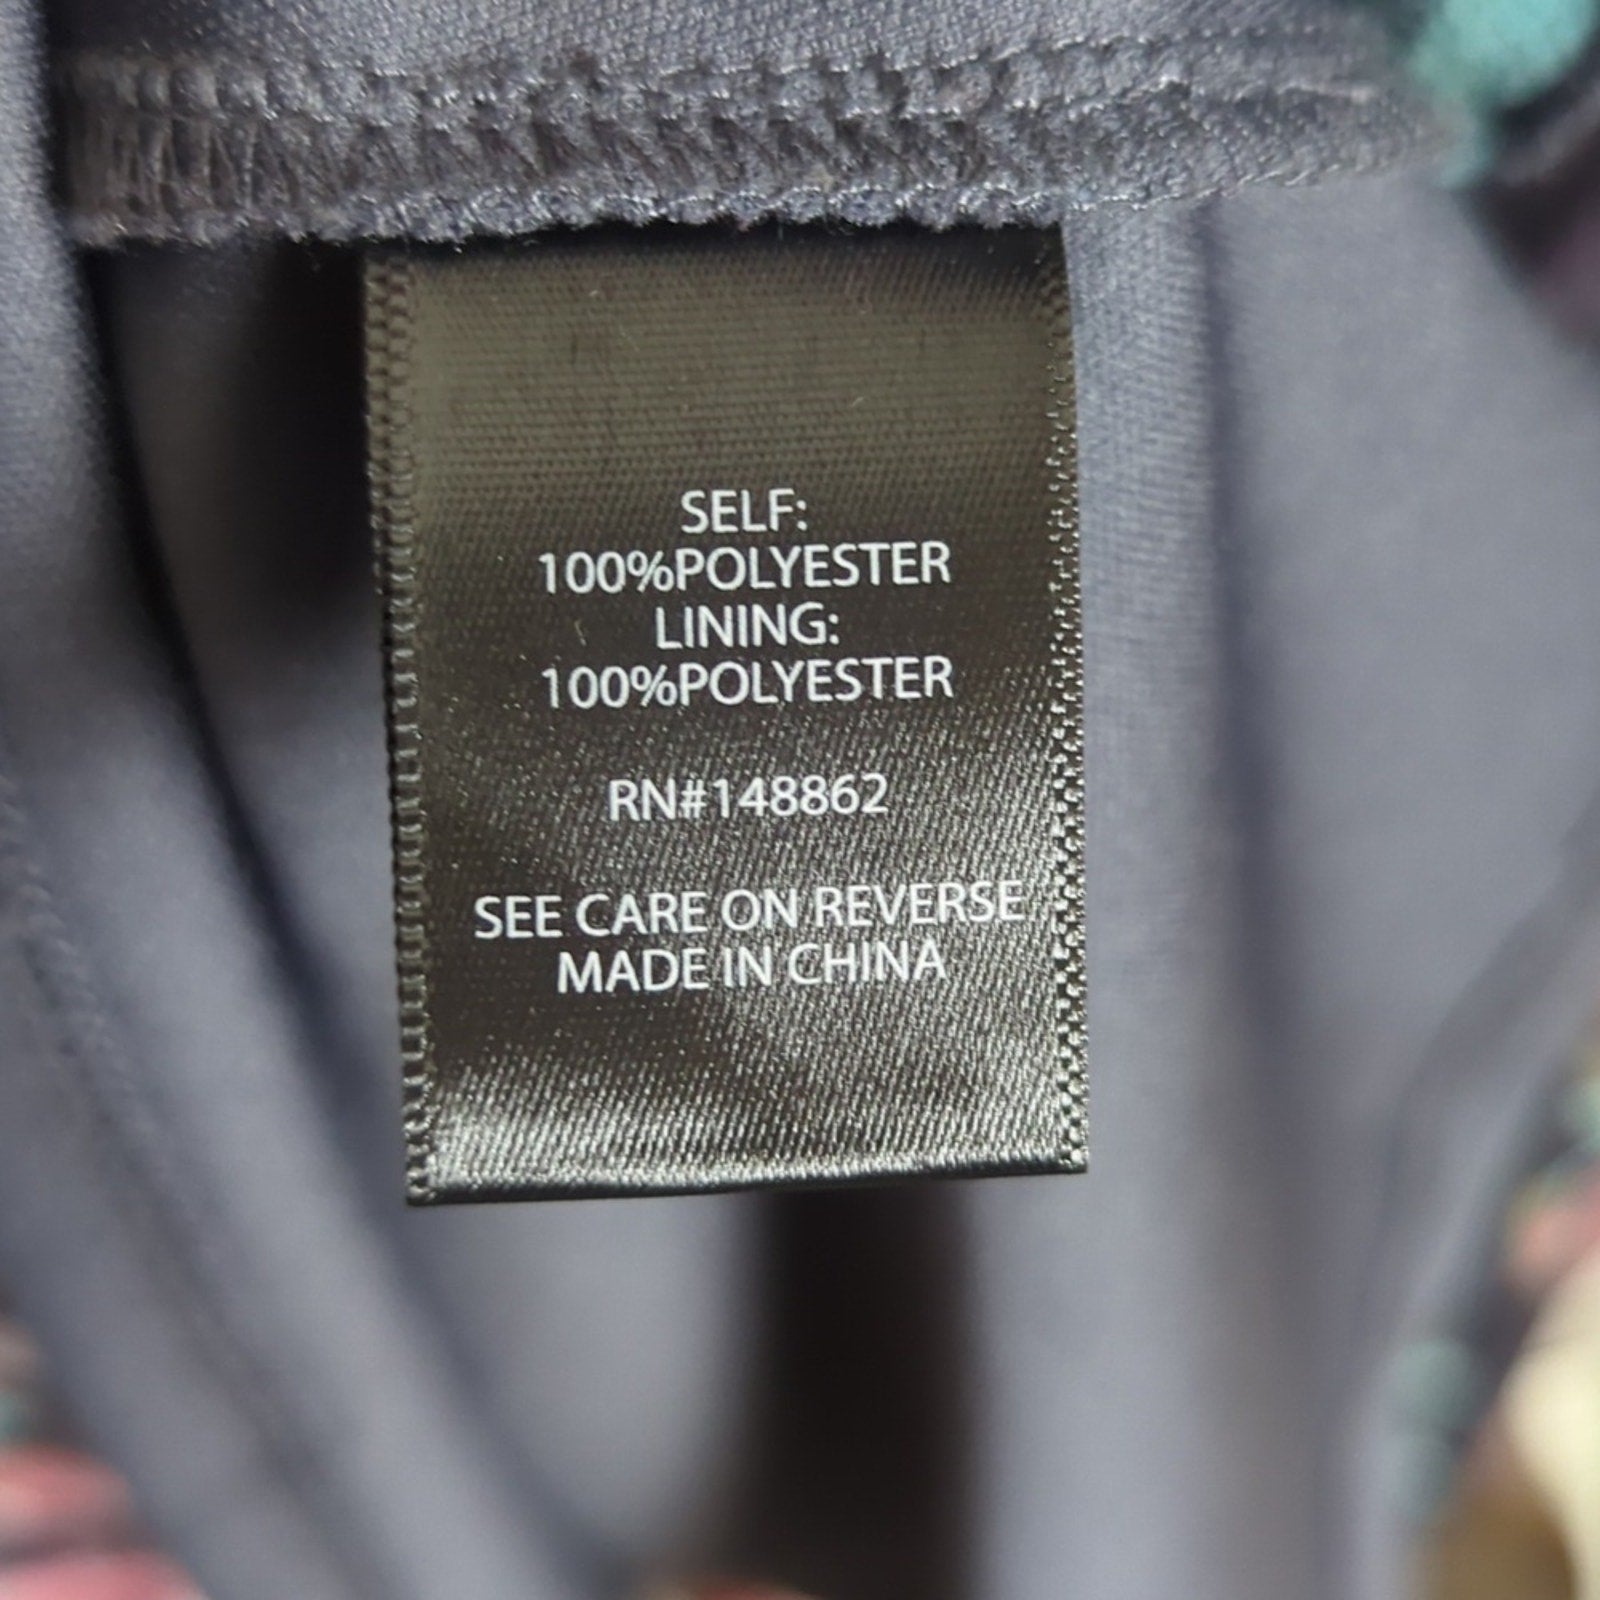 SELF:
100%POLYESTER
LINING:
100%POLYESTER
RN#148862
SEE CARE ON REVERSE
MADE IN CHINA